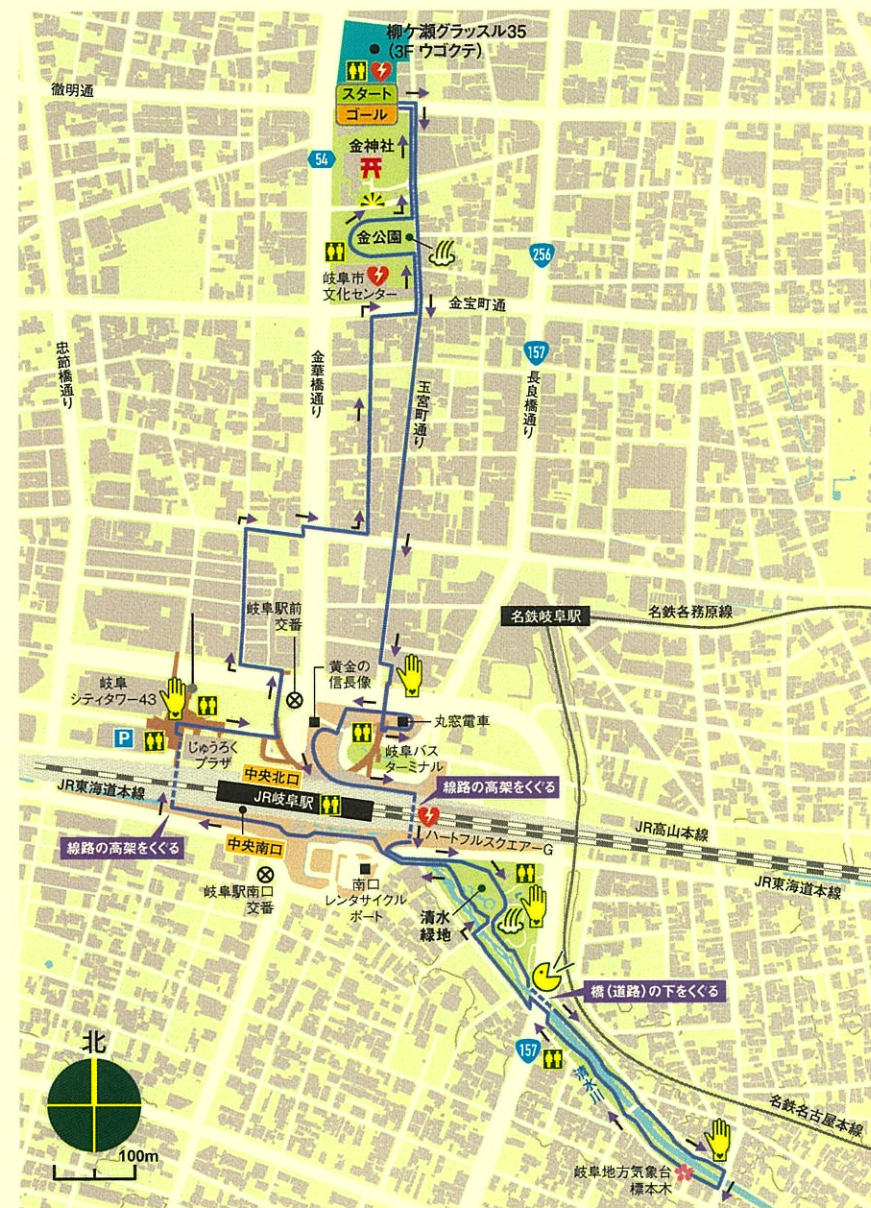 柳ケ瀬グラッスル35
(3F ウゴクテ)
徹明通
スタート
ゴール
54
金神社
金公園
256
岐阜市
文化センター
金宝町通
157
忠節橋通り
金華橋通り
玉宮町通り
長良橋通り
名鉄岐阜駅
名鉄各務原線
岐阜駅前
交番
黄金の
信長像
岐阜
シティタワー43
丸窓電車
P
じゅうろく
プラザ
岐阜バス
ターミナル
中央北口
線路の高架をくぐる
JR東海道本線
JR岐阜駅
JR高山本線
ハートフルスクエアーG
線路の高架をくぐる
中央南口
JR東海道本線
岐阜駅南口
交番
南口
レンタサイクル
ポート
清水
緑地
橋(道路)の下をくぐる
157
清水川
北
名鉄名古屋本線
100m
岐阜地方気象台
標本木